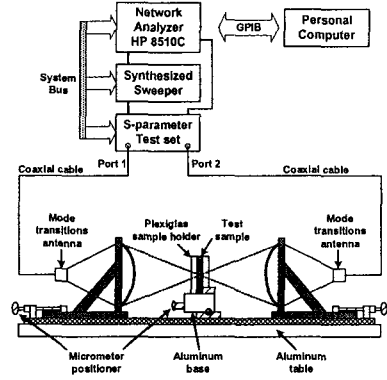 Network
Analyzer
HP 8510C
GPIB
Personal
Computer
System
Bus
Synthesized
Sweeper
S-parameter
Test set
Port 1
Port 2
Coaxial cable
Coaxial cable
Mode
transitions
antenna
Plexiglas
sample holder
Test
sample
Mode
transitions
antenna
Micrometer
positioner
Aluminum
base
Aluminum
table